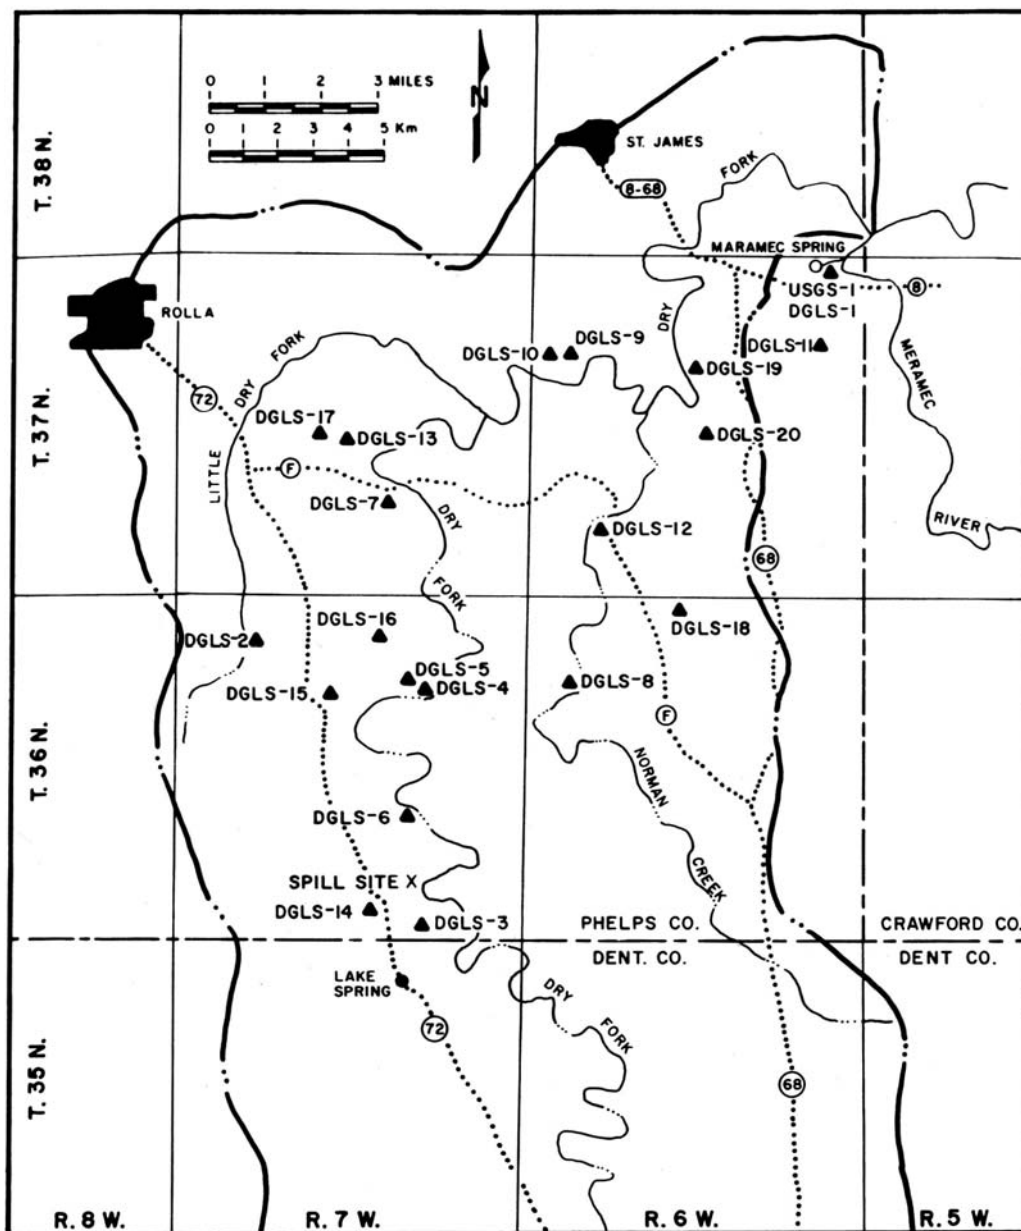 0 1 2 3 MILES
0 1 2 3 4 5 Km
N
ST. JAMES
T. 38 N.
8-68
FORK
MARAMEC SPRING
USGS-1
DGLS-1
8
ROLLA
DRY
DGLS-9
DGLS-10
DGLS-11
DGLS-19
MERAMEC
FORK
DRY
72
DGLS-17
DGLS-13
DGLS-20
T. 37 N.
LITTLE
F
DGLS-7
DRY
RIVER
DGLS-12
68
FORK
DGLS-16
DGLS-18
DGLS-2
DGLS-5
DGLS-4
DGLS-8
DGLS-15
F
T. 36 N.
NORMAN
DGLS-6
CREEK
SPILL SITE X
DGLS-14
DGLS-3
PHELPS CO.
CRAWFORD CO.
DENT. CO.
DENT CO.
LAKE
SPRING
DRY
FORK
72
68
T. 35 N.
R. 8 W.
R. 7 W.
R. 6 W.
R. 5 W.